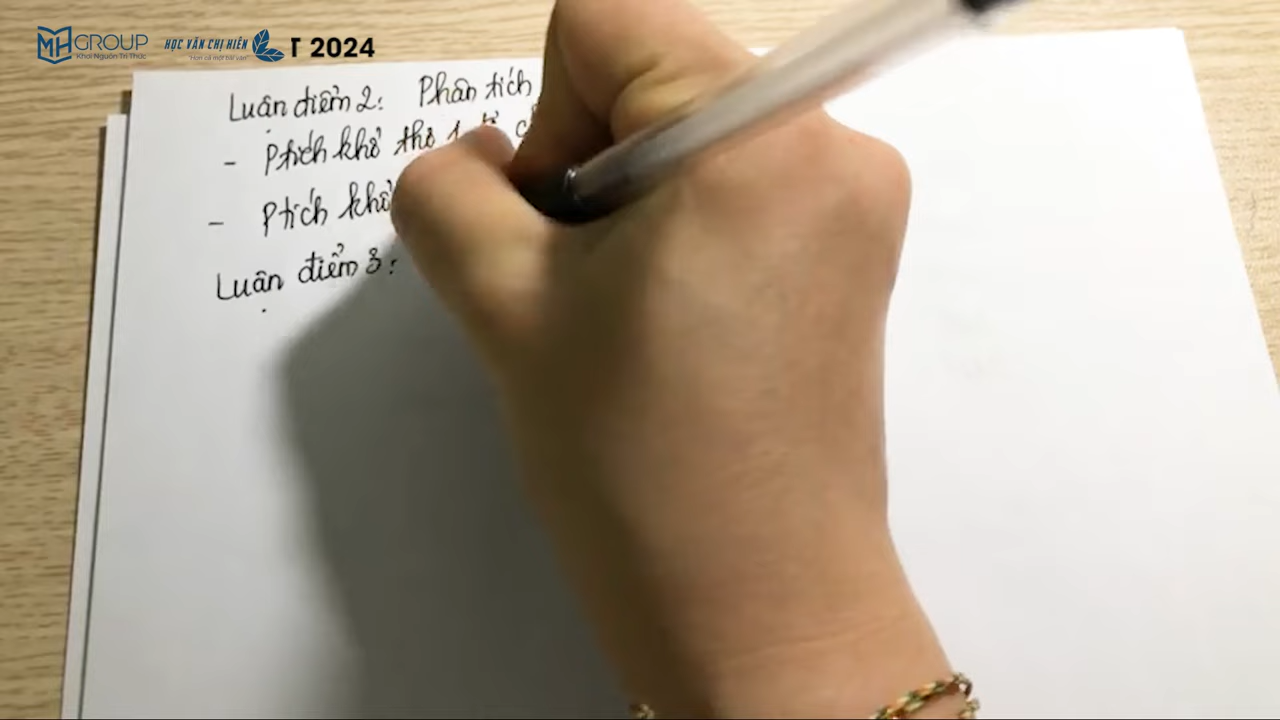 MH GROUP
Khơi Nguồn Tri Thức
HỌC VĂN CHỊ HIÊN
"Hơn cả một bài văn"
T 2024
Luận điểm 2: Phân tích
- Ptích khổ thơ 1
- Ptích khổ
Luận điểm 3: